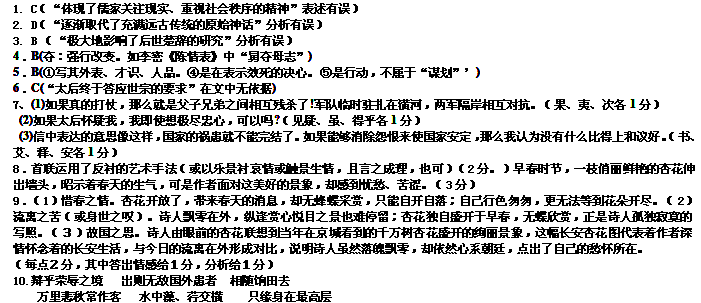 1. C(“体现了儒家关注现实、重视社会秩序的精神”表述有误)
2. D(“逐渐取代了充满远古传统的原始神话”分析有误)
3. B (“极大地影响了后世楚辞的研究”分析有误)
4.B(夺：强行改变。如李密《陈情表》中“舅夺母志”)
5.B(①写其外表、才识、人品。④是在表示效死的决心。⑤是行动，不属于“谋划”’)
6.C(“太后终于答应世宗的要求”在文中无依据)
7、(1)如果真的打仗，那么就是父子兄弟之间相互残杀了!军队临时驻扎在横河，两军隔岸相互对抗。(果、夷、次各1分)
(2)如果太后怀疑我，我即使想极尽忠心，可以吗?(见疑、虽、得乎各1分)
(3)信中表达的意思像这样，国家的祸患就不能完结了。如果能够消除怨恨来使国家安定，那么我认为没有什么比得上和议好。(书、
艾、释、安各1分)
8.首联运用了反衬的艺术手法(或以乐景衬哀情或触景生情，且言之成理，也可)(2分。)早春时节，一枝俏丽鲜艳的杏花伸
出墙头，昭示着春天的生气，可是作者面对这美好的景象，却感到忧愁、苦涩。(3分)
9.(1)惜春之情。杏花开放了，带来春天的消息，却无蜂蝶采赏，只能自开自落；自己行色匆匆，更无法等到花朵开尽。(2)
流离之苦(或身世之叹)。诗人飘零在外，纵逢赏心悦目之景也难停留；杏花独自盛开于早春，无蝶欣赏，正是诗人孤独寂寞的
写照。(3)故国之思。诗人由眼前的杏花联想到当年在京城看到的千万树杏花盛开的绚丽景象，这幅长安杏花图代表着作者深
情怀念着的长安生活，与今日的流离在外形成对比，说明诗人虽然落魄飘零，却依然心系朝廷，点出了自己的愁怀所在。
(每点2分，其中答出情感给1分，分析给1分)
10.辩乎荣辱之境 出则无敌国外患者 相随饷田去
万里悲秋常作客 水中藻、荇交横 只缘身在最高层